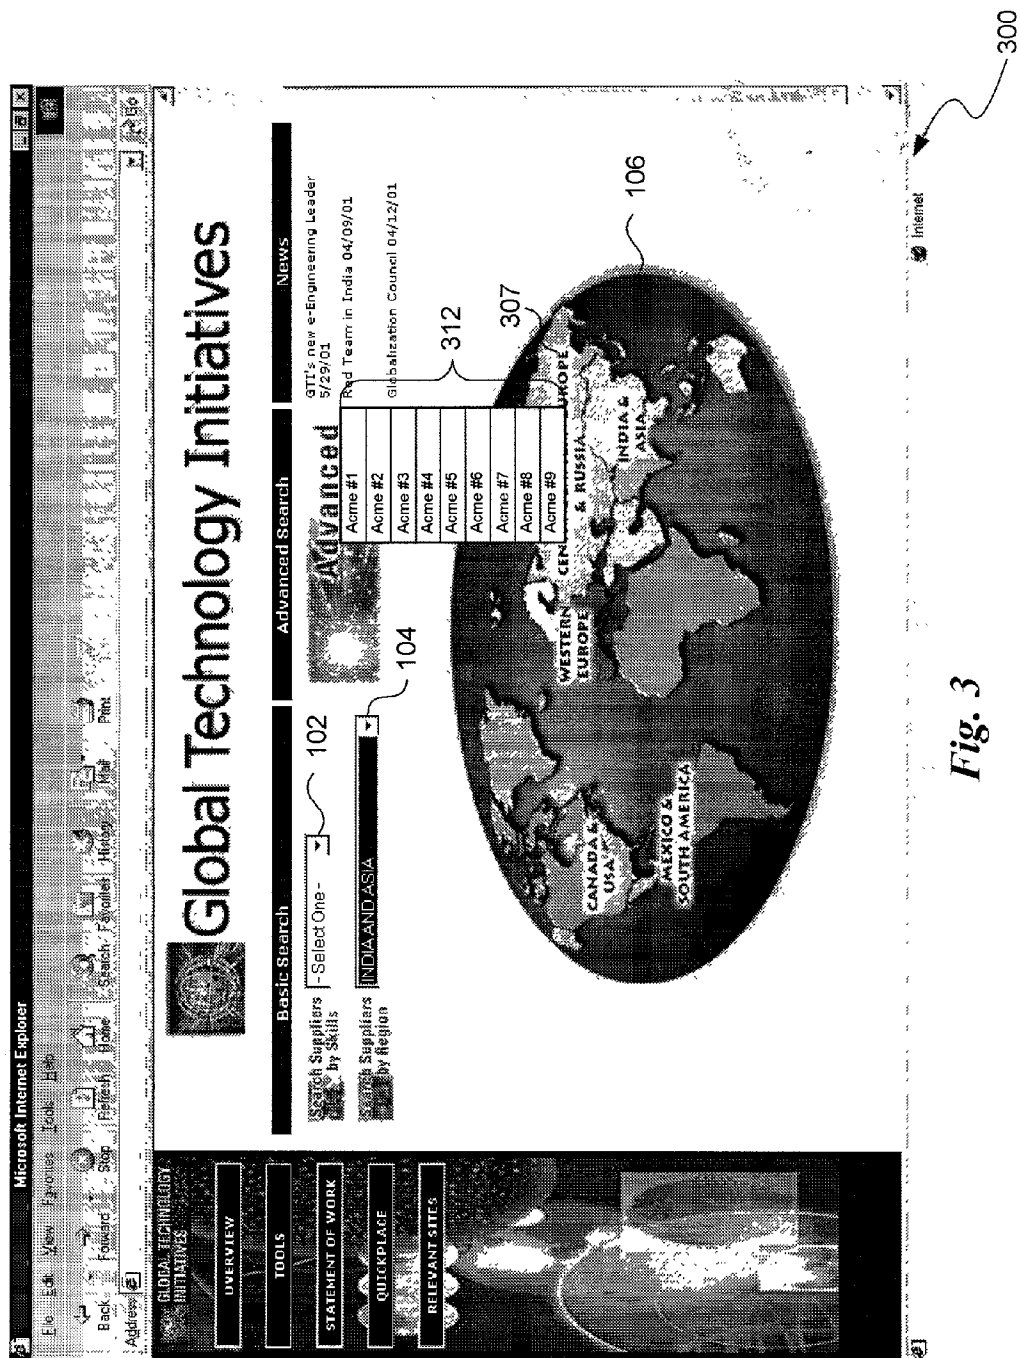 Microsoft Internet Explorer
File Edit View Favorites Tools Help
Back Forward Stop Refresh Home Search Favorites History Mail Print
Address Go
GLOBAL TECHNOLOGY
INITIATIVES
OVERVIEW
TOOLS
STATEMENT OF WORK
QUICKPLACE
RELEVANT SITES
Global Technology Initiatives
Basic Search
Advanced Search
News
Search Suppliers
by Skills
- Select One -
102
Search Suppliers
by Region
INDIA AND ASIA
104
Advanced
Acme #1
Acme #2
Acme #3
Acme #4
Acme #5
Acme #6
Acme #7
Acme #8
Acme #9
GTI's new e-Engineering Leader
5/29/01
Red Team in India 04/09/01
Globalization Council 04/12/01
312
307
106
CANADA &
USA
MEXICO &
SOUTH AMERICA
WESTERN
EUROPE
CEN
UROPE
& RUSSIA
INDIA &
ASIA
Internet
300
Fig. 3